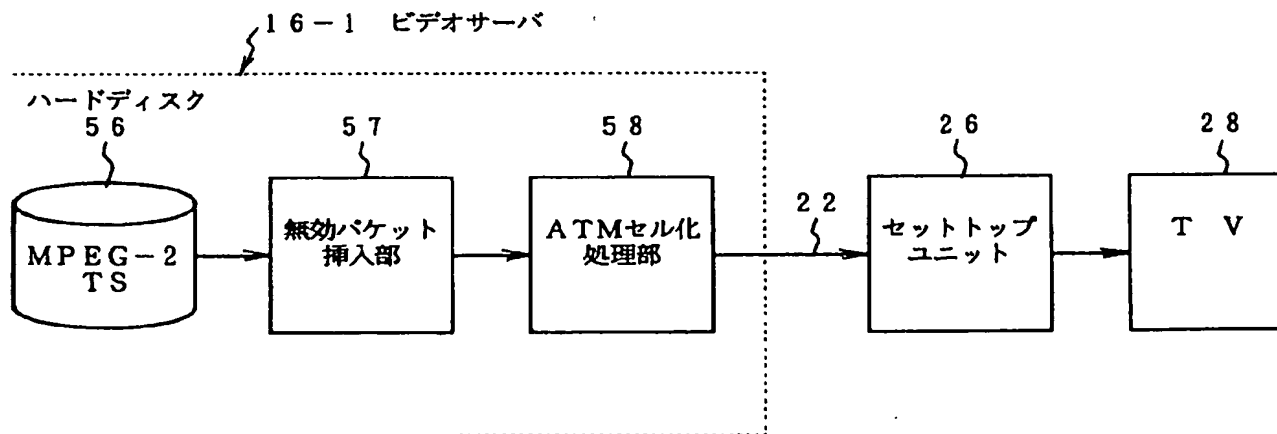 16-1 ビデオサーバ
ハードディスク
56
57
58
26
28
MPEG-2
TS
無効パケット
挿入部
ATMセル化
処理部
22
セットトップ
ユニット
TV